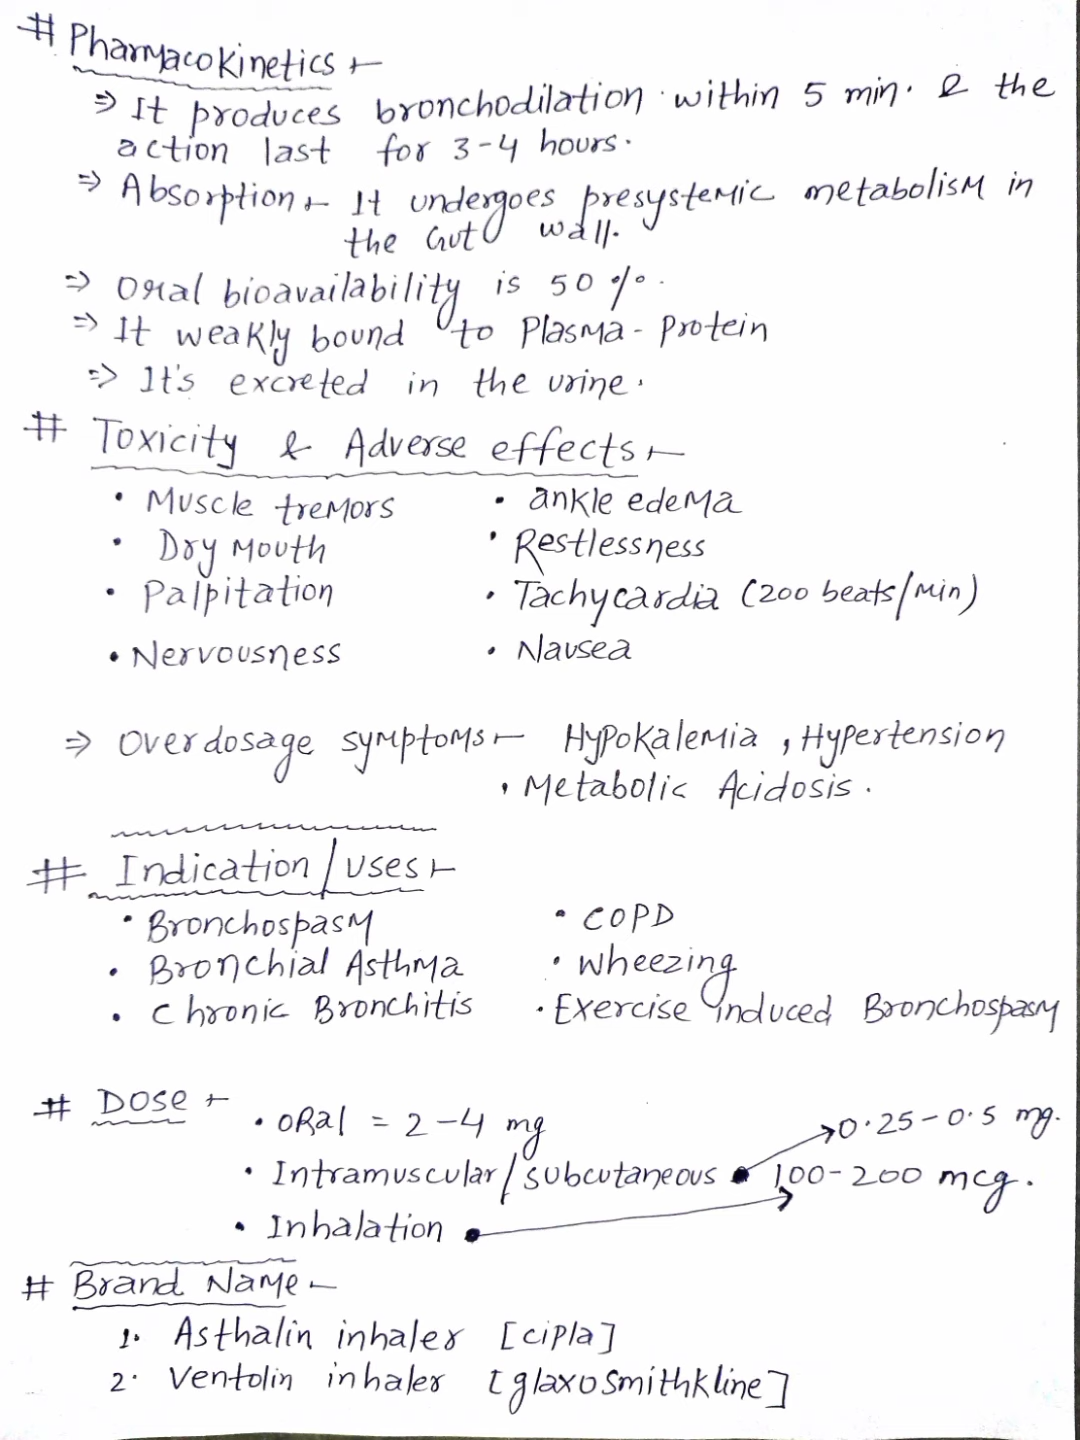 # Pharmacokinetics :-
⇒ It produces bronchodilation within 5 min. & the
action last for 3-4 hours.
⇒ Absorption :- It undergoes presystemic metabolism in
the Gut wall.
⇒ Oral bioavailability is 50 %.
⇒ It weakly bound to Plasma-Protein
⇒ It's excreted in the urine.
# Toxicity & Adverse effects :-
• Muscle tremors • ankle edema
• Dry mouth • Restlessness
• Palpitation • Tachycardia (200 beats/min)
• Nervousness • Nausea
⇒ Overdosage symptoms :- Hypokalemia , Hypertension
, Metabolic Acidosis.
# Indication/uses :-
• Bronchospasm • COPD
• Bronchial Asthma • wheezing
• Chronic Bronchitis • Exercise induced Bronchospasm
# Dose :-
• ORal = 2-4 mg → 0.25-0.5 mg.
• Intramuscular/subcutaneous • 100-200 mcg.
• Inhalation •→
# Brand Name :-
1. Asthalin inhaler [cipla]
2. Ventolin inhaler [glaxosmithkline]